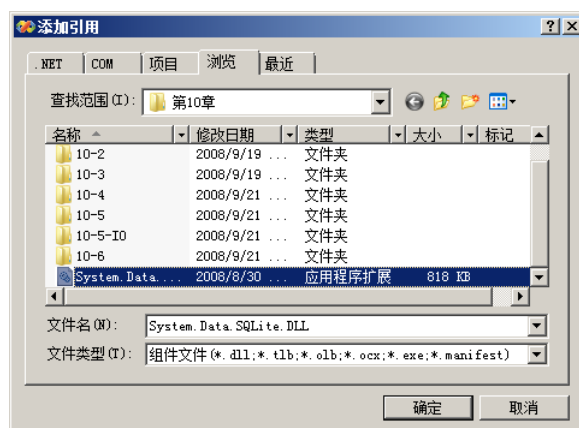 添加引用
.NET COM 项目 浏览 最近
查找范围(I): 第10章
名称 修改日期 类型 大小 标记
10-2 2008/9/19 ... 文件夹
10-3 2008/9/19 ... 文件夹
10-4 2008/9/21 ... 文件夹
10-5 2008/9/21 ... 文件夹
10-5-IO 2008/9/21 ... 文件夹
10-6 2008/9/21 ... 文件夹
System.Data.... 2008/8/30 ... 应用程序扩展 818 KB
文件名(N): System.Data.SQLite.DLL
文件类型(T): 组件文件(*.dll;*.tlb;*.olb;*.ocx;*.exe;*.manifest)
确定 取消